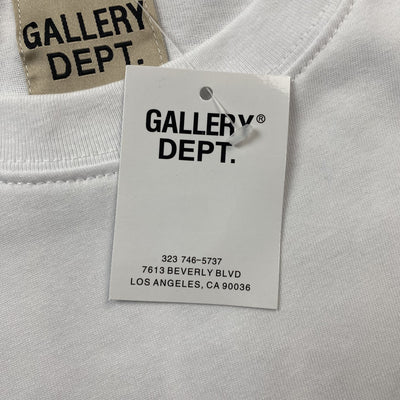 GALLERY
DEPT.
GALLERY®
DEPT.
323 746-5737
7613 BEVERLY BLVD
LOS ANGELES, CA 90036